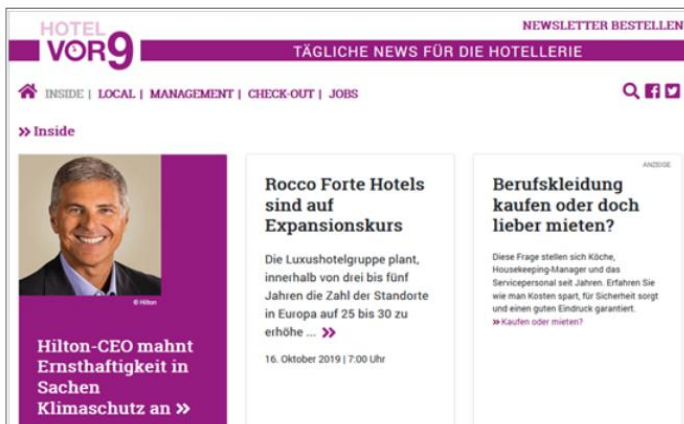 HOTEL
VOR9
NEWSLETTER BESTELLEN
TÄGLICHE NEWS FÜR DIE HOTELLERIE
INSIDE | LOCAL | MANAGEMENT | CHECK-OUT | JOBS
» Inside
© Hilton
Hilton-CEO mahnt
Ernsthaftigkeit in
Sachen
Klimaschutz an »
Rocco Forte Hotels
sind auf
Expansionskurs
Die Luxushotelgruppe plant,
innerhalb von drei bis fünf
Jahren die Zahl der Standorte
in Europa auf 25 bis 30 zu
erhöhe ... »
16. Oktober 2019 | 7:00 Uhr
ANZEIGE
Berufskleidung
kaufen oder doch
lieber mieten?
Diese Frage stellen sich Köche,
Housekeeping-Manager und das
Servicepersonal seit Jahren. Erfahren Sie
wie man Kosten spart, für Sicherheit sorgt
und einen guten Eindruck garantiert.
» Kaufen oder mieten?